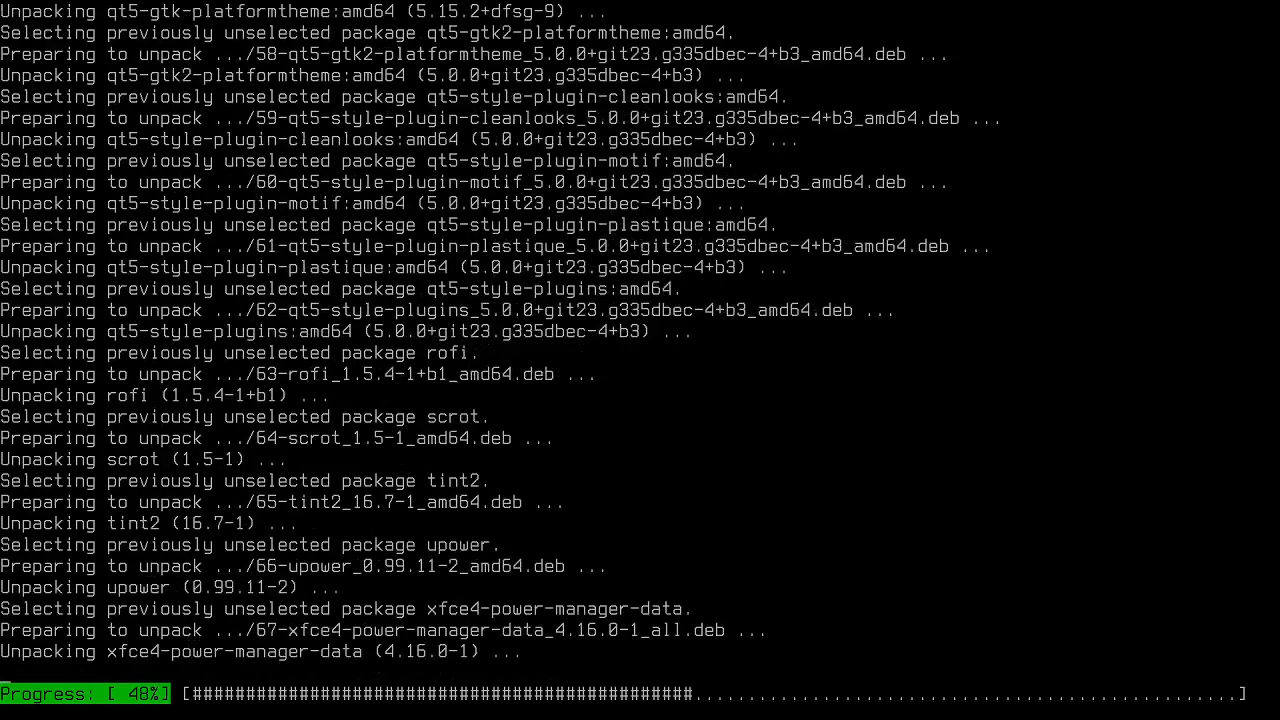 Unpacking qt5-gtk-platformtheme:amd64 (5.15.2+dfsg-9) ...
Selecting previously unselected package qt5-gtk2-platformtheme:amd64.
Preparing to unpack .../58-qt5-gtk2-platformtheme_5.0.0+git23.g335dbec-4+b3_amd64.deb ...
Unpacking qt5-gtk2-platformtheme:amd64 (5.0.0+git23.g335dbec-4+b3) ...
Selecting previously unselected package qt5-style-plugin-cleanlooks:amd64.
Preparing to unpack .../59-qt5-style-plugin-cleanlooks_5.0.0+git23.g335dbec-4+b3_amd64.deb ...
Unpacking qt5-style-plugin-cleanlooks:amd64 (5.0.0+git23.g335dbec-4+b3) ...
Selecting previously unselected package qt5-style-plugin-motif:amd64.
Preparing to unpack .../60-qt5-style-plugin-motif_5.0.0+git23.g335dbec-4+b3_amd64.deb ...
Unpacking qt5-style-plugin-motif:amd64 (5.0.0+git23.g335dbec-4+b3) ...
Selecting previously unselected package qt5-style-plugin-plastique:amd64.
Preparing to unpack .../61-qt5-style-plugin-plastique_5.0.0+git23.g335dbec-4+b3_amd64.deb ...
Unpacking qt5-style-plugin-plastique:amd64 (5.0.0+git23.g335dbec-4+b3) ...
Selecting previously unselected package qt5-style-plugins:amd64.
Preparing to unpack .../62-qt5-style-plugins_5.0.0+git23.g335dbec-4+b3_amd64.deb ...
Unpacking qt5-style-plugins:amd64 (5.0.0+git23.g335dbec-4+b3) ...
Selecting previously unselected package rofi.
Preparing to unpack .../63-rofi_1.5.4-1+b1_amd64.deb ...
Unpacking rofi (1.5.4-1+b1) ...
Selecting previously unselected package scrot.
Preparing to unpack .../64-scrot_1.5-1_amd64.deb ...
Unpacking scrot (1.5-1) ...
Selecting previously unselected package tint2.
Preparing to unpack .../65-tint2_16.7-1_amd64.deb ...
Unpacking tint2 (16.7-1) ...
Selecting previously unselected package upower.
Preparing to unpack .../66-upower_0.99.11-2_amd64.deb ...
Unpacking upower (0.99.11-2) ...
Selecting previously unselected package xfce4-power-manager-data.
Preparing to unpack .../67-xfce4-power-manager-data_4.16.0-1_all.deb ...
Unpacking xfce4-power-manager-data (4.16.0-1) ...
Progress: [ 48%] [###############################################...................................................]